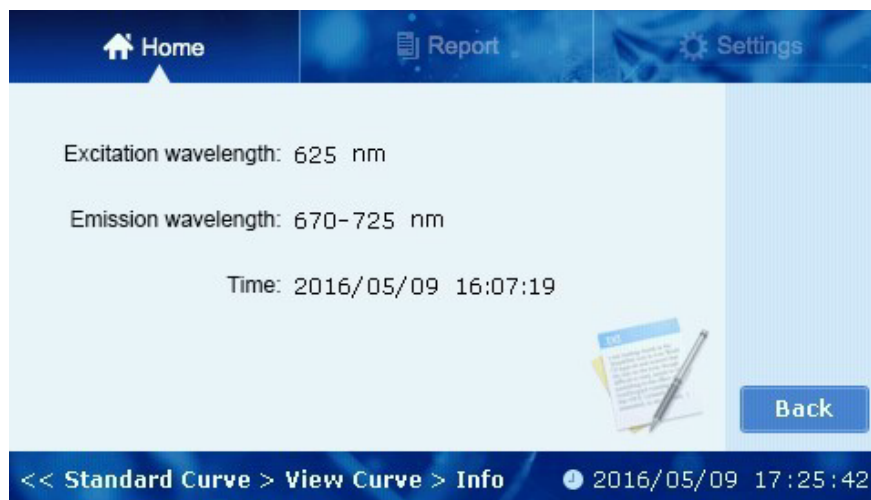 Home Report Settings
Excitation wavelength: 625 nm
Emission wavelength: 670-725 nm
Time: 2016/05/09 16:07:19
Back
<< Standard Curve > View Curve > Info 2016/05/09 17:25:42